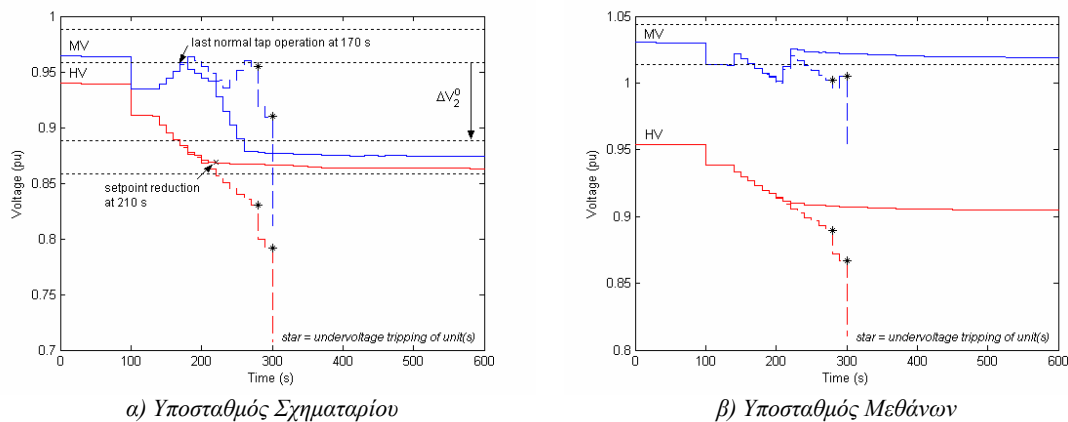 1
0.95
0.9
0.85
0.8
0.75
0.7
Voltage (pu)
MV
HV
last normal tap operation at 170 s
ΔV₂⁰
setpoint reduction
at 210 s
star = undervoltage tripping of unit(s)
0 100 200 300 400 500 600
Time (s)
α) Υποσταθμός Σχηματαρίου
1.05
1
0.95
0.9
0.85
0.8
Voltage (pu)
MV
HV
star = undervoltage tripping of unit(s)
0 100 200 300 400 500 600
Time (s)
β) Υποσταθμός Μεθάνων